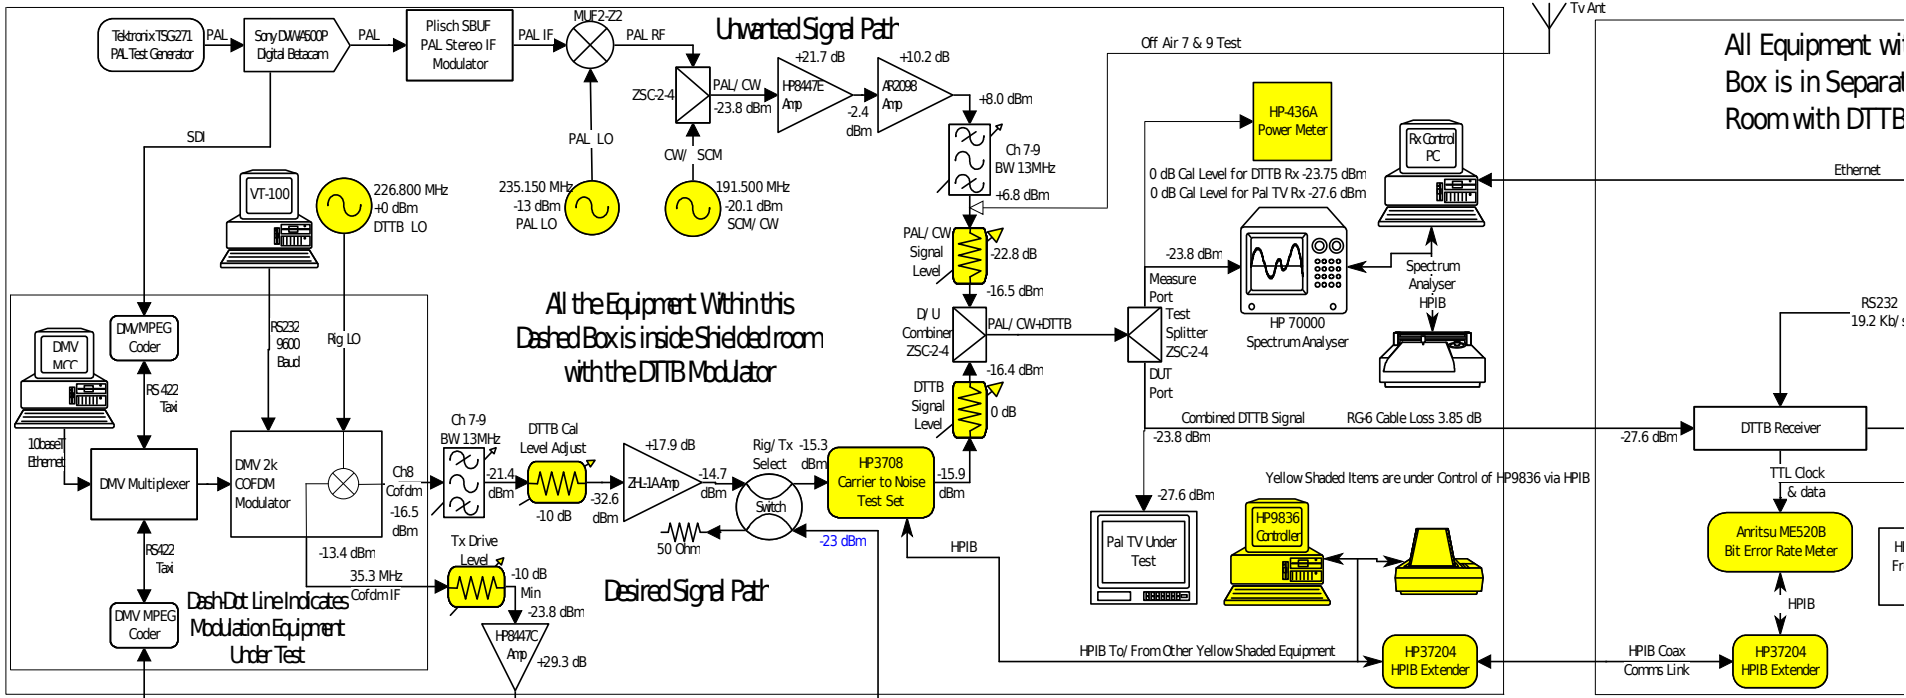 Tektronix TSG271
PAL Test Generator
PAL
Sony DVWA500P
Digital Betacam
PAL
Plisch SBUF
PAL Stereo IF
Modulator
PAL IF
MUF2-Z2
PAL RF
Unwanted Signal Path
ZSC-2-4
PAL/ CW
-23.8 dBm
+21.7 dB
HP8447E
Amp
-2.4
dBm
+10.2 dB
AR2098
Amp
+8.0 dBm
Ch 7-9
BW 13MHz
+6.8 dBm
Off Air 7 & 9 Test
Tv Ant
SDI
PAL LO
CW/ SCM
VT-100
226.800 MHz
+0 dBm
DTTB LO
235.150 MHz
-13 dBm
PAL LO
191.500 MHz
-20.1 dBm
SCM/ CW
HP-436A
Power Meter
0 dB Cal Level for DTTB Rx -23.75 dBm
0 dB Cal Level for Pal TV Rx -27.6 dBm
Rx Control
PC
Ethernet
All Equipment wi
Box is in Separat
Room with DTTB
PAL/ CW
Signal
Level
-22.8 dB
-16.5 dBm
-23.8 dBm
Measure
Port
HP 70000
Spectrum Analyser
Spectrum
Analyser
HPIB
RS232
19.2 Kb/s
All the Equipment Within this
Dashed Box is inside Shielded room
with the DTTB Modulator
D/ U
Combiner
ZSC-2-4
PAL/ CW+DTTB
Test
Splitter
ZSC-2-4
DUT
Port
-16.4 dBm
DTTB
Signal
Level
0 dB
DMV
MCC
DMV MPEG
Coder
RS 422
Taxi
RS232
9600
Baud
Rig LO
10baseT
Ethernet
DMV Multiplexer
DMV 2k
COFDM
Modulator
Ch8
Cofdm
-16.5
dBm
Ch 7-9
BW 13MHz
-21.4
dBm
DTTB Cal
Level Adjust
-10 dB
-32.6
dBm
+17.9 dB
ZHL-1A Amp
-14.7
dBm
Rig/ Tx
Select
Switch
-15.3
dBm
HP3708
Carrier to Noise
Test Set
-15.9
dBm
50 Ohm
-23 dBm
HPIB
Combined DTTB Signal
RG-6 Cable Loss 3.85 dB
-23.8 dBm
-27.6 dBm
DTTB Receiver
TTL Clock
& data
Yellow Shaded Items are under Control of HP9836 via HPIB
-27.6 dBm
Pal TV Under
Test
HP9836
Controller
Anritsu ME520B
Bit Error Rate Meter
HPIB
RS422
Taxi
-13.4 dBm
35.3 MHz
Cofdm IF
Tx Drive
Level
-10 dB
Min
-23.8 dBm
HP8447C
Amp
+29.3 dB
Desired Signal Path
DMV MPEG
Coder
Dash-Dot Line Indicates
Modulation Equipment
Under Test
HPIB To/ From Other Yellow Shaded Equipment
HP37204
HPIB Extender
HPIB Coax
Comms Link
HP37204
HPIB Extender